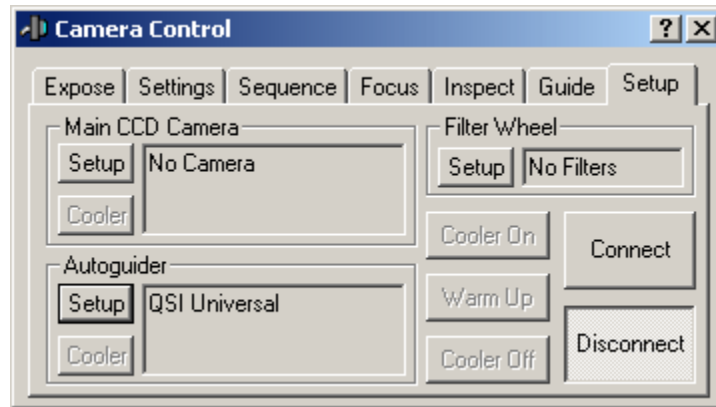 Camera Control
Expose Settings Sequence Focus Inspect Guide Setup
Main CCD Camera
Setup No Camera
Cooler
Autoguider
Setup QSI Universal
Cooler
Filter Wheel
Setup No Filters
Cooler On
Warm Up
Cooler Off
Connect
Disconnect